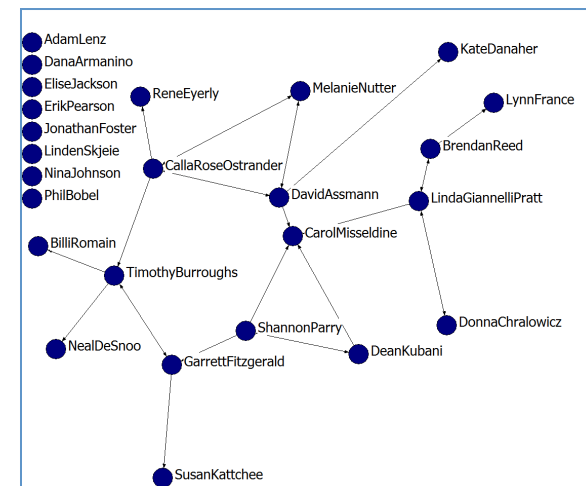 AdamLenz
DanaArmanino
EliseJackson
ErikPearson
JonathanFoster
LindenSkjeie
NinaJohnson
PhilBobel
KateDanaher
ReneEyerly
MelanieNutter
LynnFrance
BrendanReed
CallaRoseOstrander
DavidAssmann
LindaGiannelliPratt
CarolMisseldine
BilliRomain
TimothyBurroughs
ShannonParry
DonnaChralowicz
NealDeSnoo
DeanKubani
GarrettFitzgerald
SusanKattchee